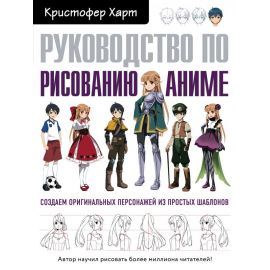 Кристофер Харт
РУКОВОДСТВО ПО
РИСОВАНИЮ АНИМЕ
СОЗДАЕМ ОРИГИНАЛЬНЫХ ПЕРСОНАЖЕЙ ИЗ ПРОСТЫХ ШАБЛОНОВ
Автор научил рисовать более миллиона читателей!